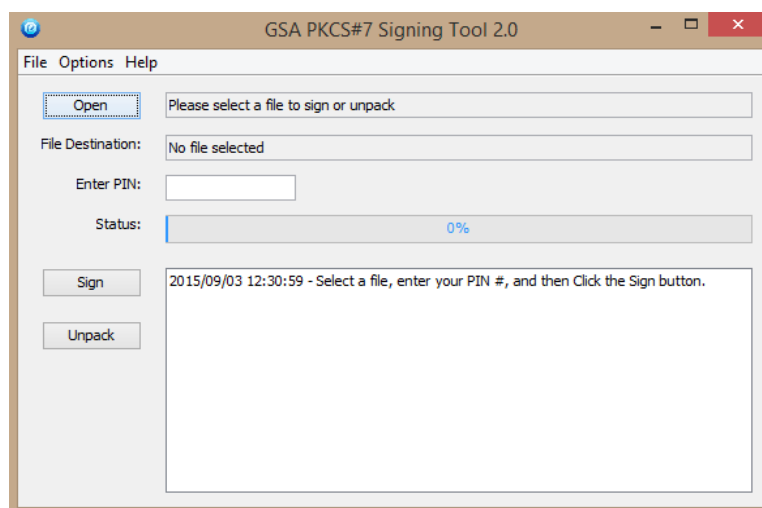 GSA PKCS#7 Signing Tool 2.0
File Options Help
Open Please select a file to sign or unpack
File Destination: No file selected
Enter PIN:
Status: 0%
Sign 2015/09/03 12:30:59 - Select a file, enter your PIN #, and then Click the Sign button.
Unpack